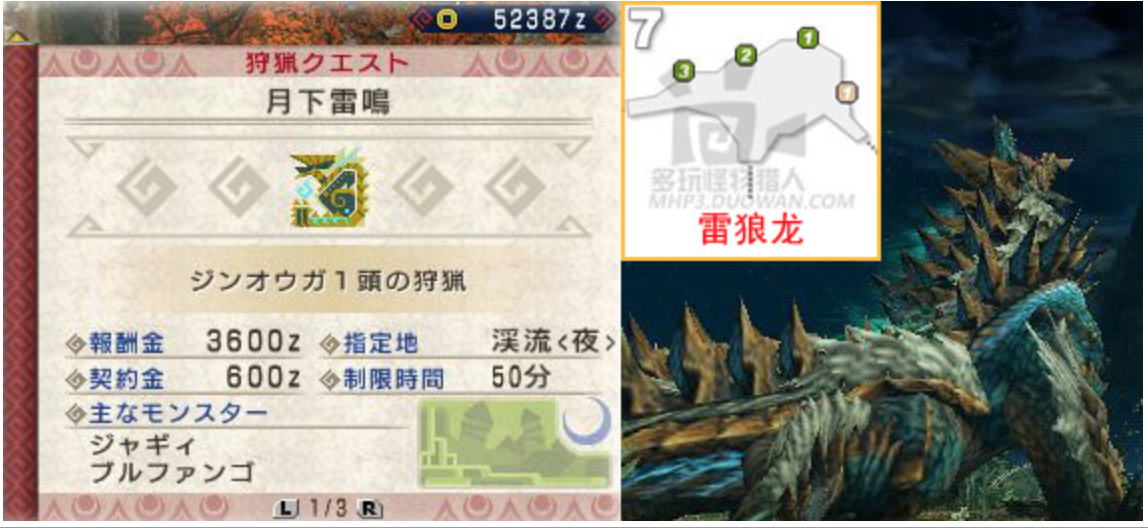 52387z
狩猟クエスト
月下雷鳴
ジンオウガ1頭の狩猟
報酬金 3600z 指定地 渓流<夜>
契約金 600z 制限時間 50分
主なモンスター
ジャギィ
ブルファンゴ
L 1/3 R
7
1
2
3
1
多玩怪物猎人
MHP3.DUOWAN.COM
雷狼龙